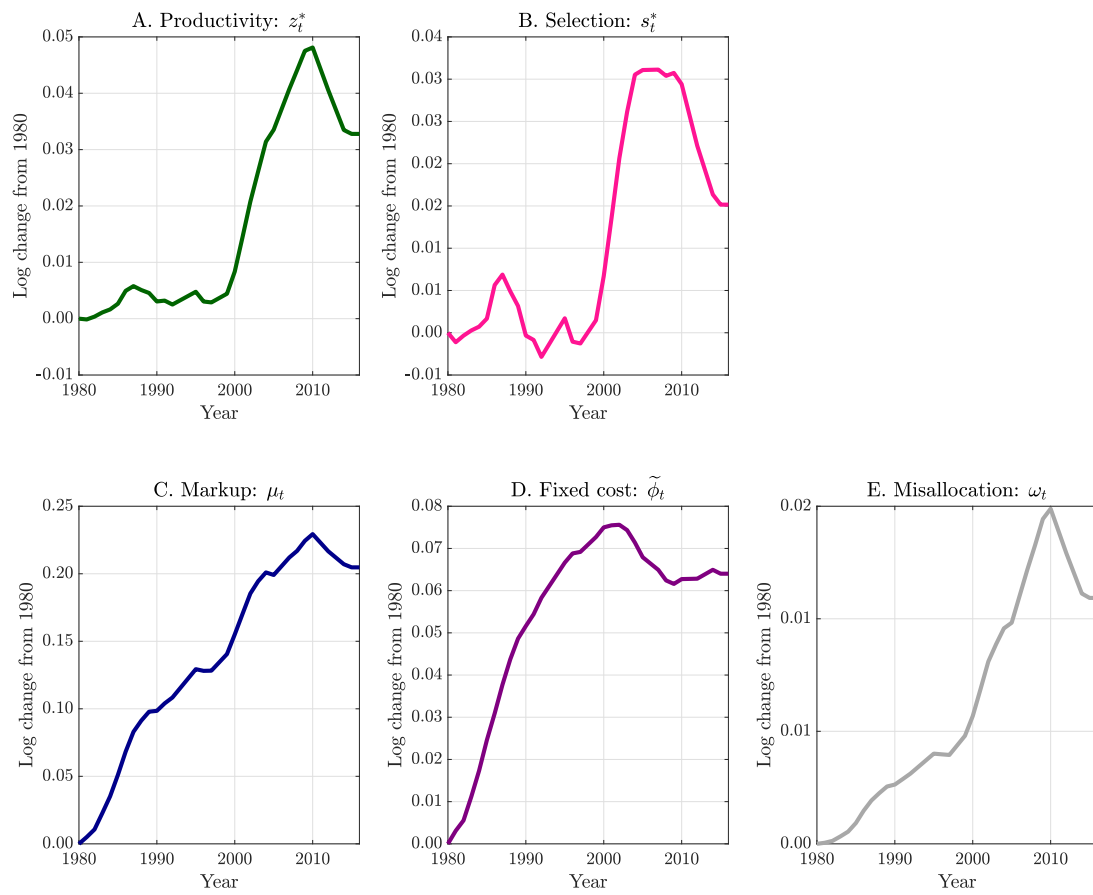 A. Productivity: z*_t
Log change from 1980
0.05
0.04
0.03
0.02
0.01
0.00
-0.01
1980 1990 2000 2010
Year
B. Selection: s*_t
Log change from 1980
0.04
0.03
0.03
0.02
0.02
0.01
0.01
0.00
-0.01
1980 1990 2000 2010
Year
C. Markup: μ_t
Log change from 1980
0.25
0.20
0.15
0.10
0.05
0.00
1980 1990 2000 2010
Year
D. Fixed cost: ϕ̃_t
Log change from 1980
0.08
0.07
0.06
0.05
0.04
0.03
0.02
0.01
0.00
1980 1990 2000 2010
Year
E. Misallocation: ω_t
Log change from 1980
0.02
0.01
0.01
0.00
1980 1990 2000 2010
Year